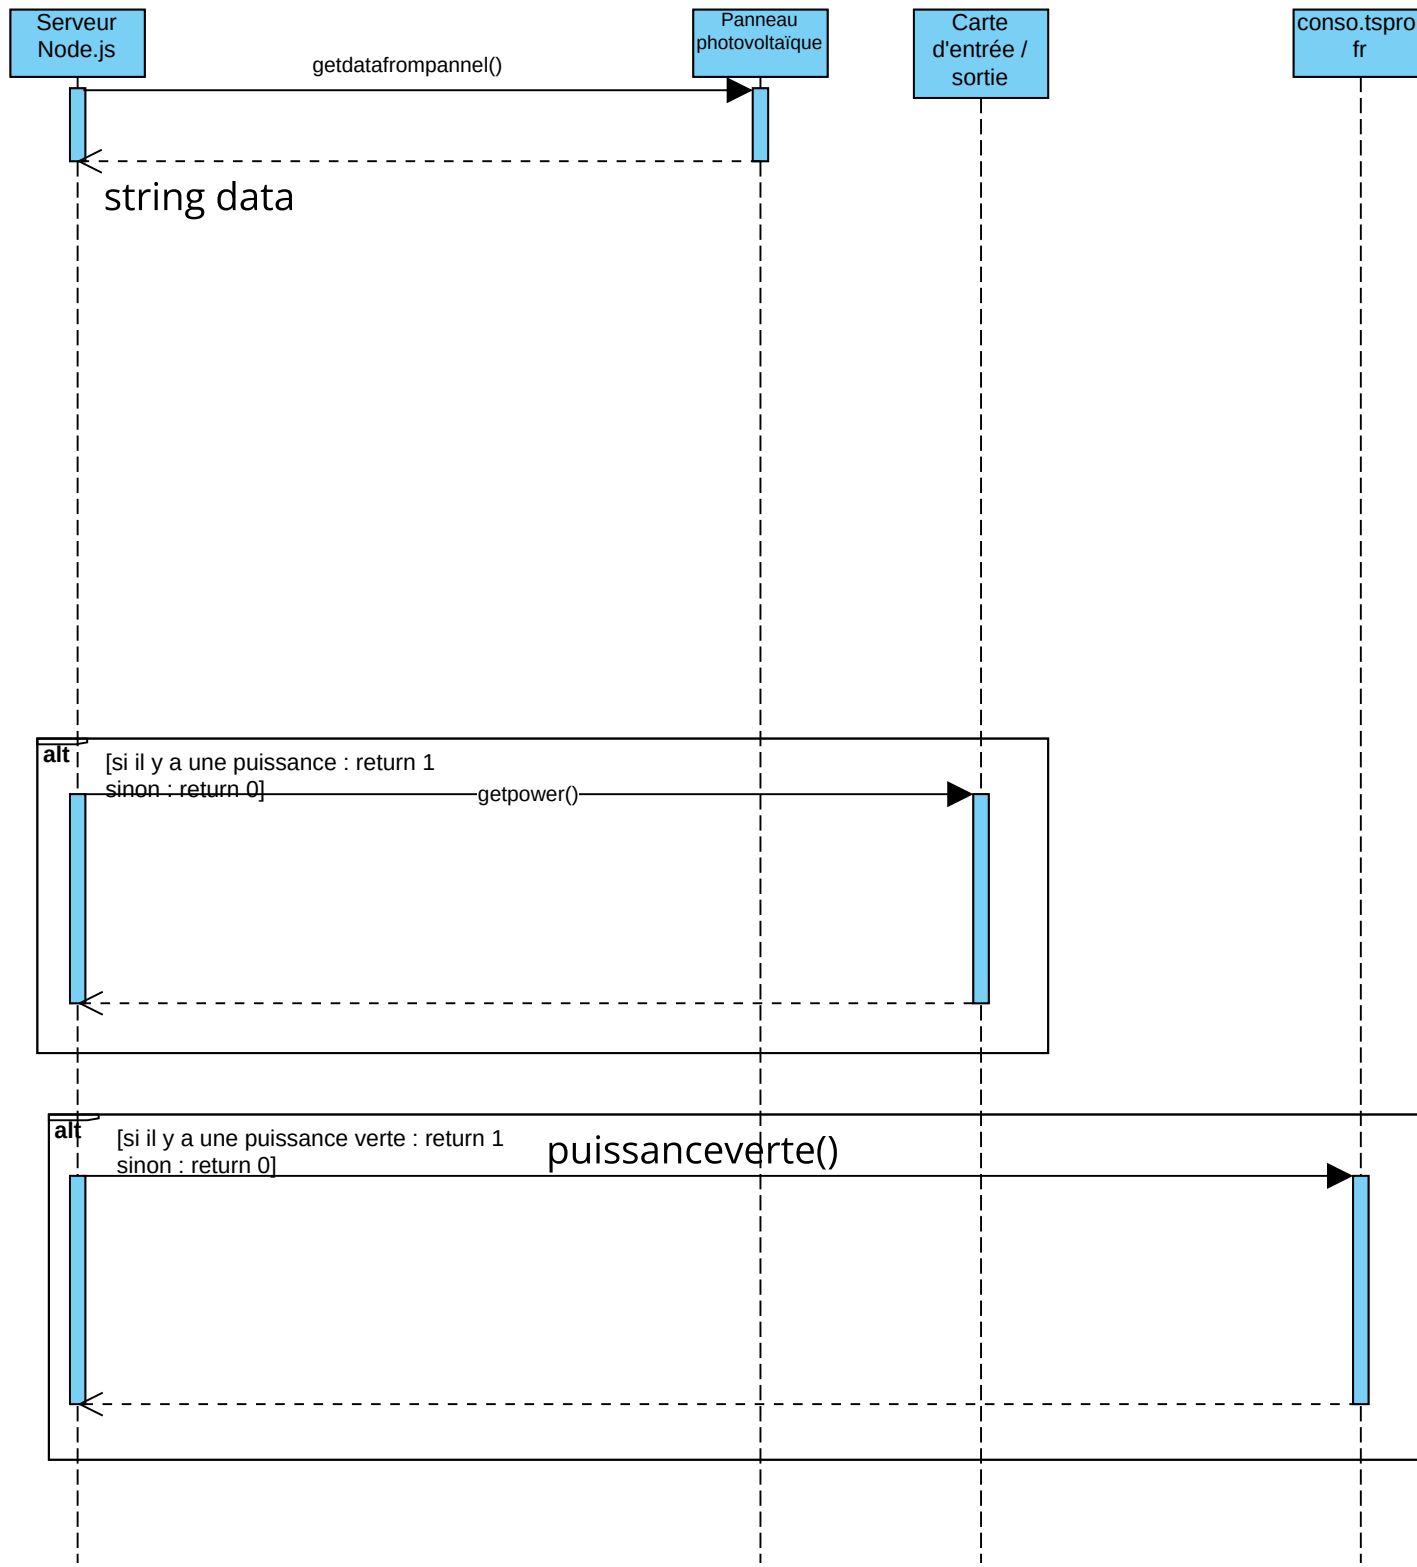 Serveur
Node.js
Panneau
photovoltaïque
Carte
d'entrée /
sortie
conso.tspro
fr
getdatafrompannel()
string data
alt
[si il y a une puissance : return 1
sinon : return 0]
getpower()
alt
[si il y a une puissance verte : return 1
sinon : return 0]
puissanceverte()